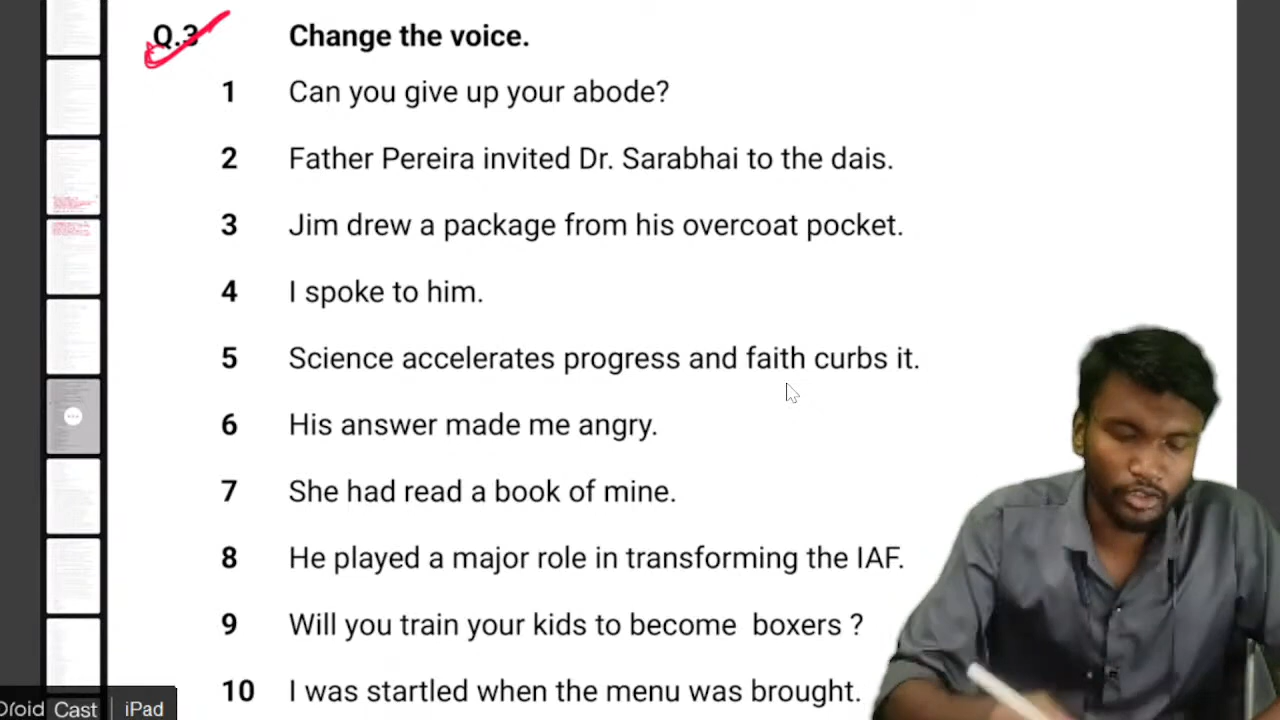 Q.3 Change the voice.
1 Can you give up your abode?
2 Father Pereira invited Dr. Sarabhai to the dais.
3 Jim drew a package from his overcoat pocket.
4 I spoke to him.
5 Science accelerates progress and faith curbs it.
6 His answer made me angry.
7 She had read a book of mine.
8 He played a major role in transforming the IAF.
9 Will you train your kids to become boxers ?
10 I was startled when the menu was brought.
Droid Cast | iPad